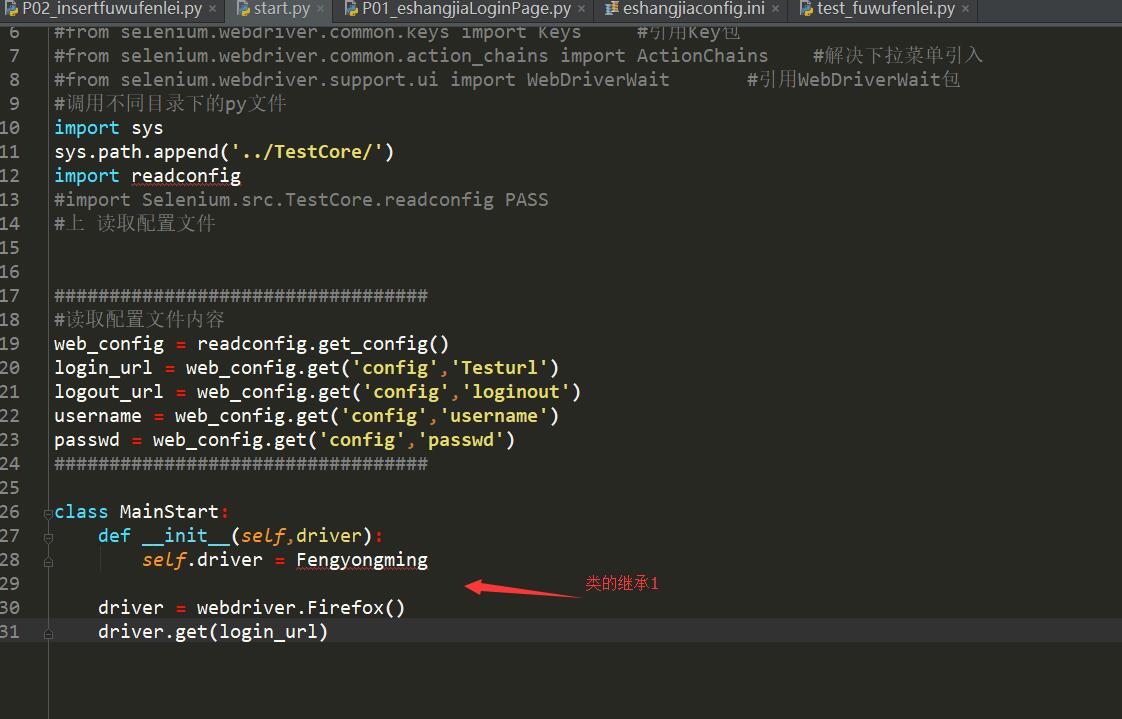 P02_insertfuwufenlei.py × start.py × P01_eshangjiaLoginPage.py × eshangjiaconfig.ini × test_fuwufenlei.py ×
6 #from selenium.webdriver.common.keys import Keys #引用Key包
7 #from selenium.webdriver.common.action_chains import ActionChains #解决下拉菜单引入
8 #from selenium.webdriver.support.ui import WebDriverWait #引用WebDriverWait包
9 #调用不同目录下的py文件
10 import sys
11 sys.path.append('../TestCore/')
12 import readconfig
13 #import Selenium.src.TestCore.readconfig PASS
14 #上 读取配置文件
15
16
17 ##################################
18 #读取配置文件内容
19 web_config = readconfig.get_config()
20 login_url = web_config.get('config','Testurl')
21 logout_url = web_config.get('config','loginout')
22 username = web_config.get('config','username')
23 passwd = web_config.get('config','passwd')
24 ##################################
25
26 class MainStart:
27 def __init__(self,driver):
28 self.driver = Fengyongming
29 类的继承1
30 driver = webdriver.Firefox()
31 driver.get(login_url)